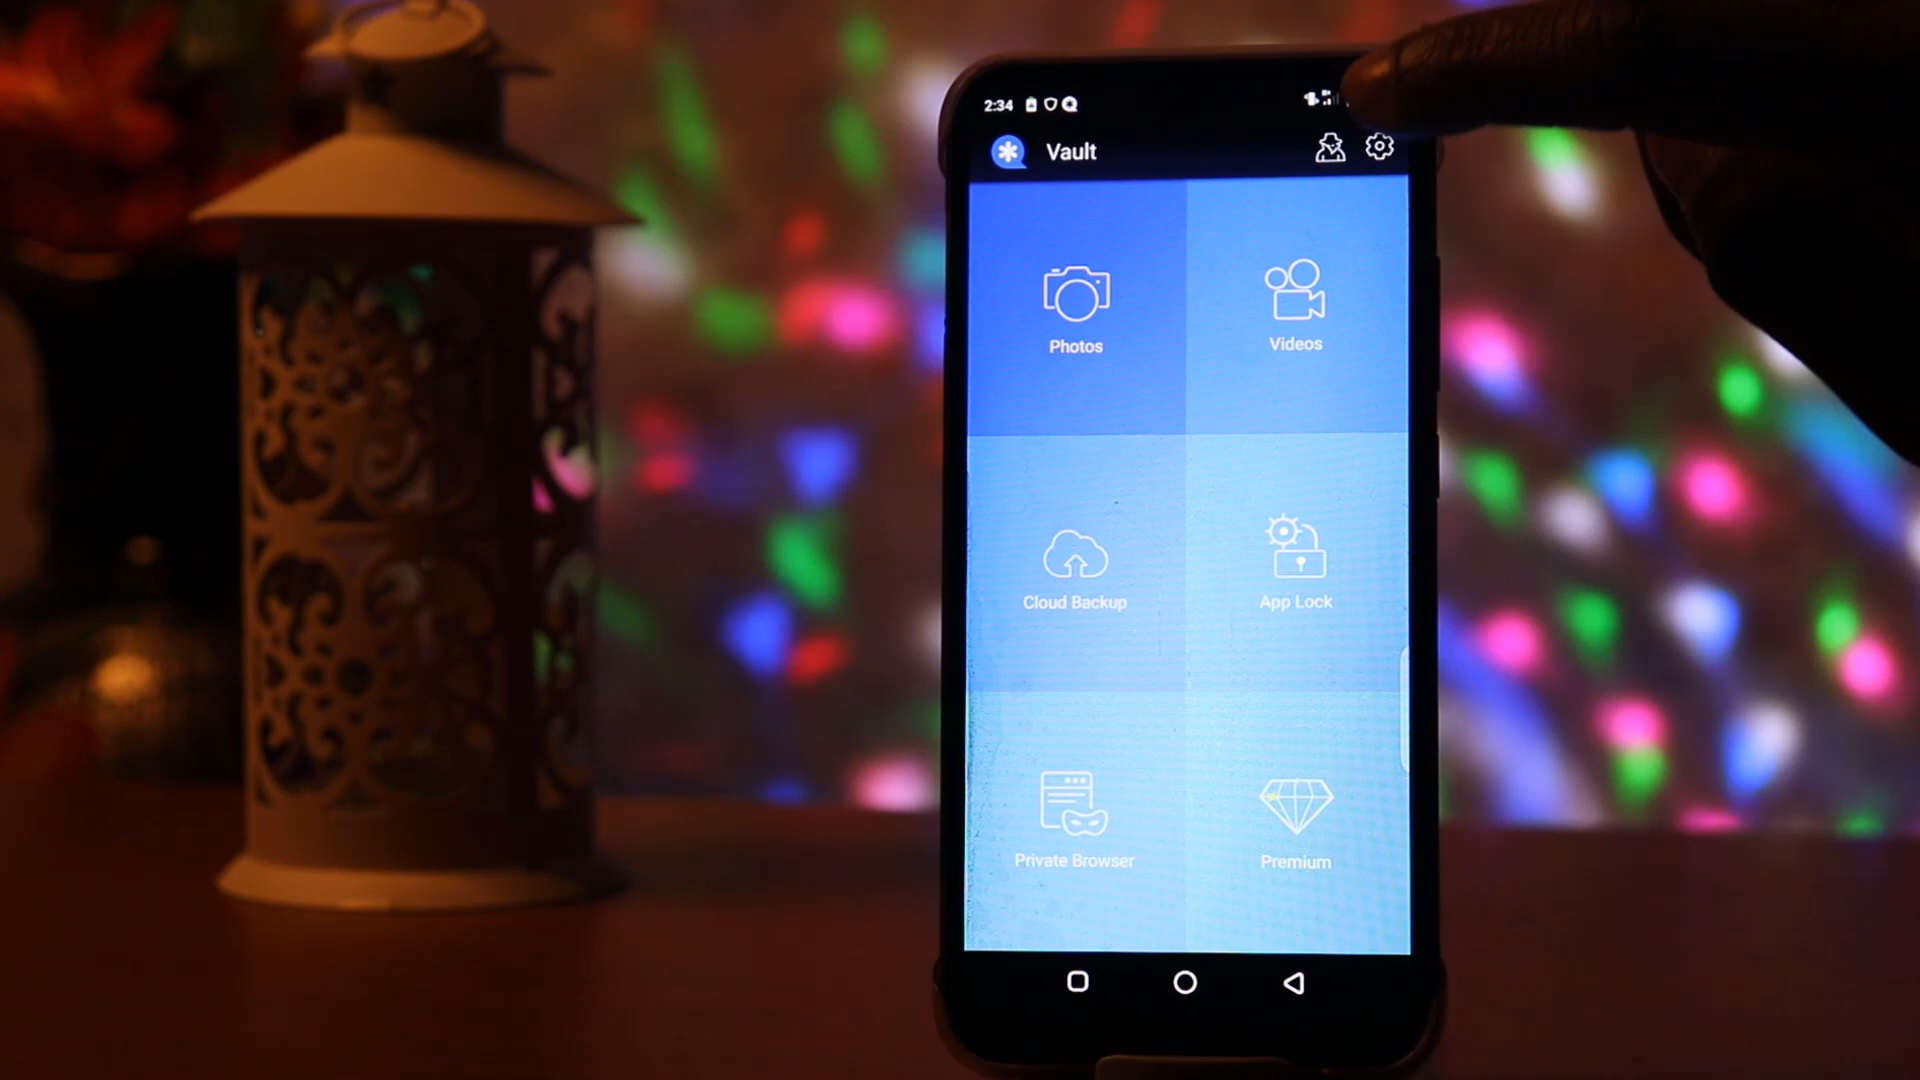 2:34
Vault
Photos
Videos
Cloud Backup
App Lock
Private Browser
Premium